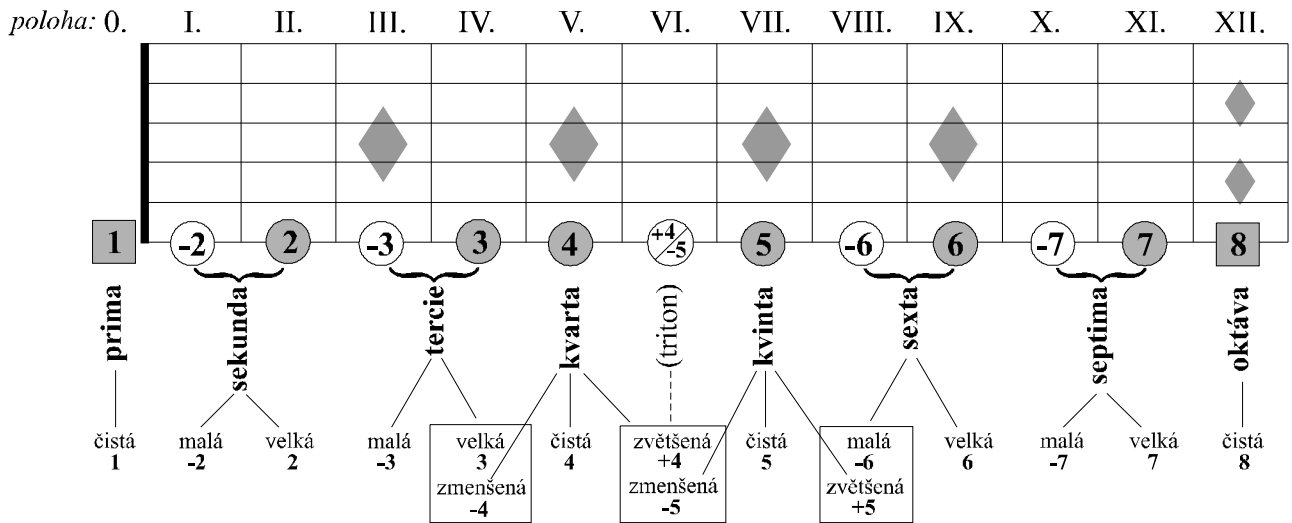 poloha: 0. I. II. III. IV. V. VI. VII. VIII. IX. X. XI. XII.
1 -2 2 -3 3 4 +4/-5 5 -6 6 -7 7 8
prima sekunda tercie kvarta (triton) kvinta sexta septima oktáva
čistá malá velká malá velká čistá zvětšená čistá malá velká malá velká čistá
1 -2 2 -3 3 4 +4 5 -6 6 -7 7 8
zmenšená zmenšená zvětšená
-4 -5 +5